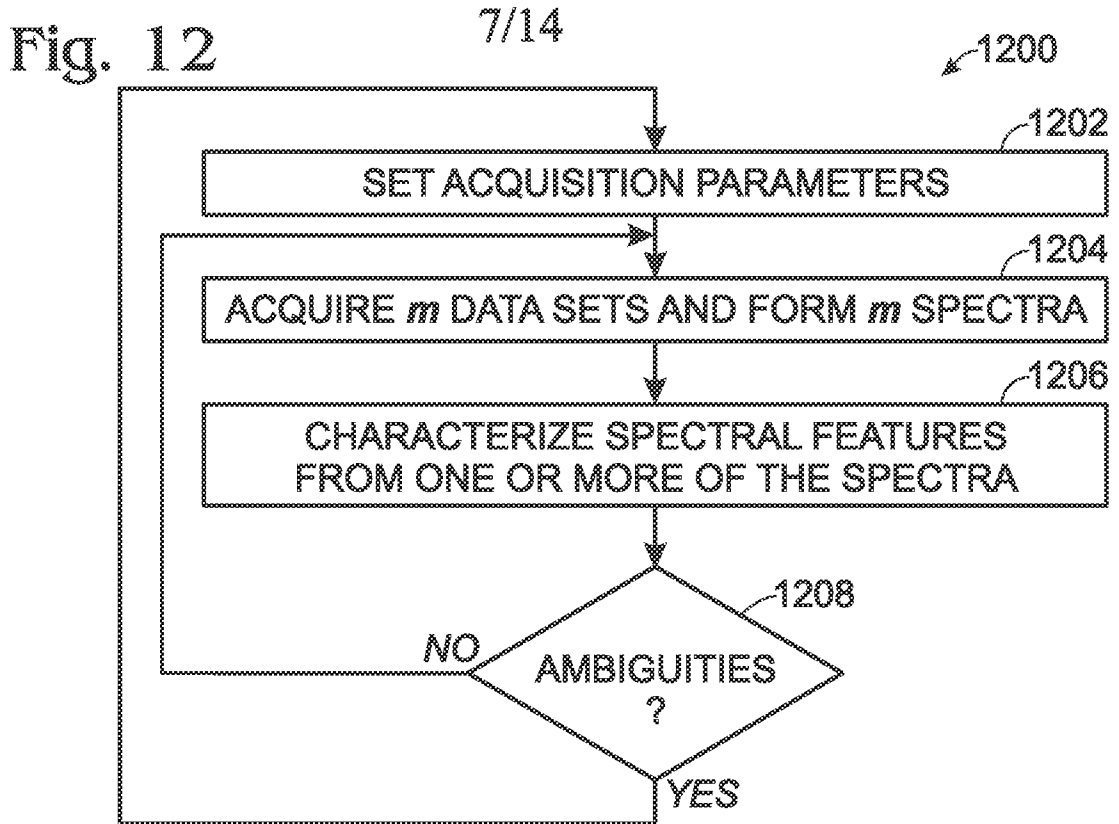 Fig. 12
7/14
1200
1202
SET ACQUISITION PARAMETERS
1204
ACQUIRE m DATA SETS AND FORM m SPECTRA
1206
CHARACTERIZE SPECTRAL FEATURES
FROM ONE OR MORE OF THE SPECTRA
1208
NO
AMBIGUITIES
?
YES